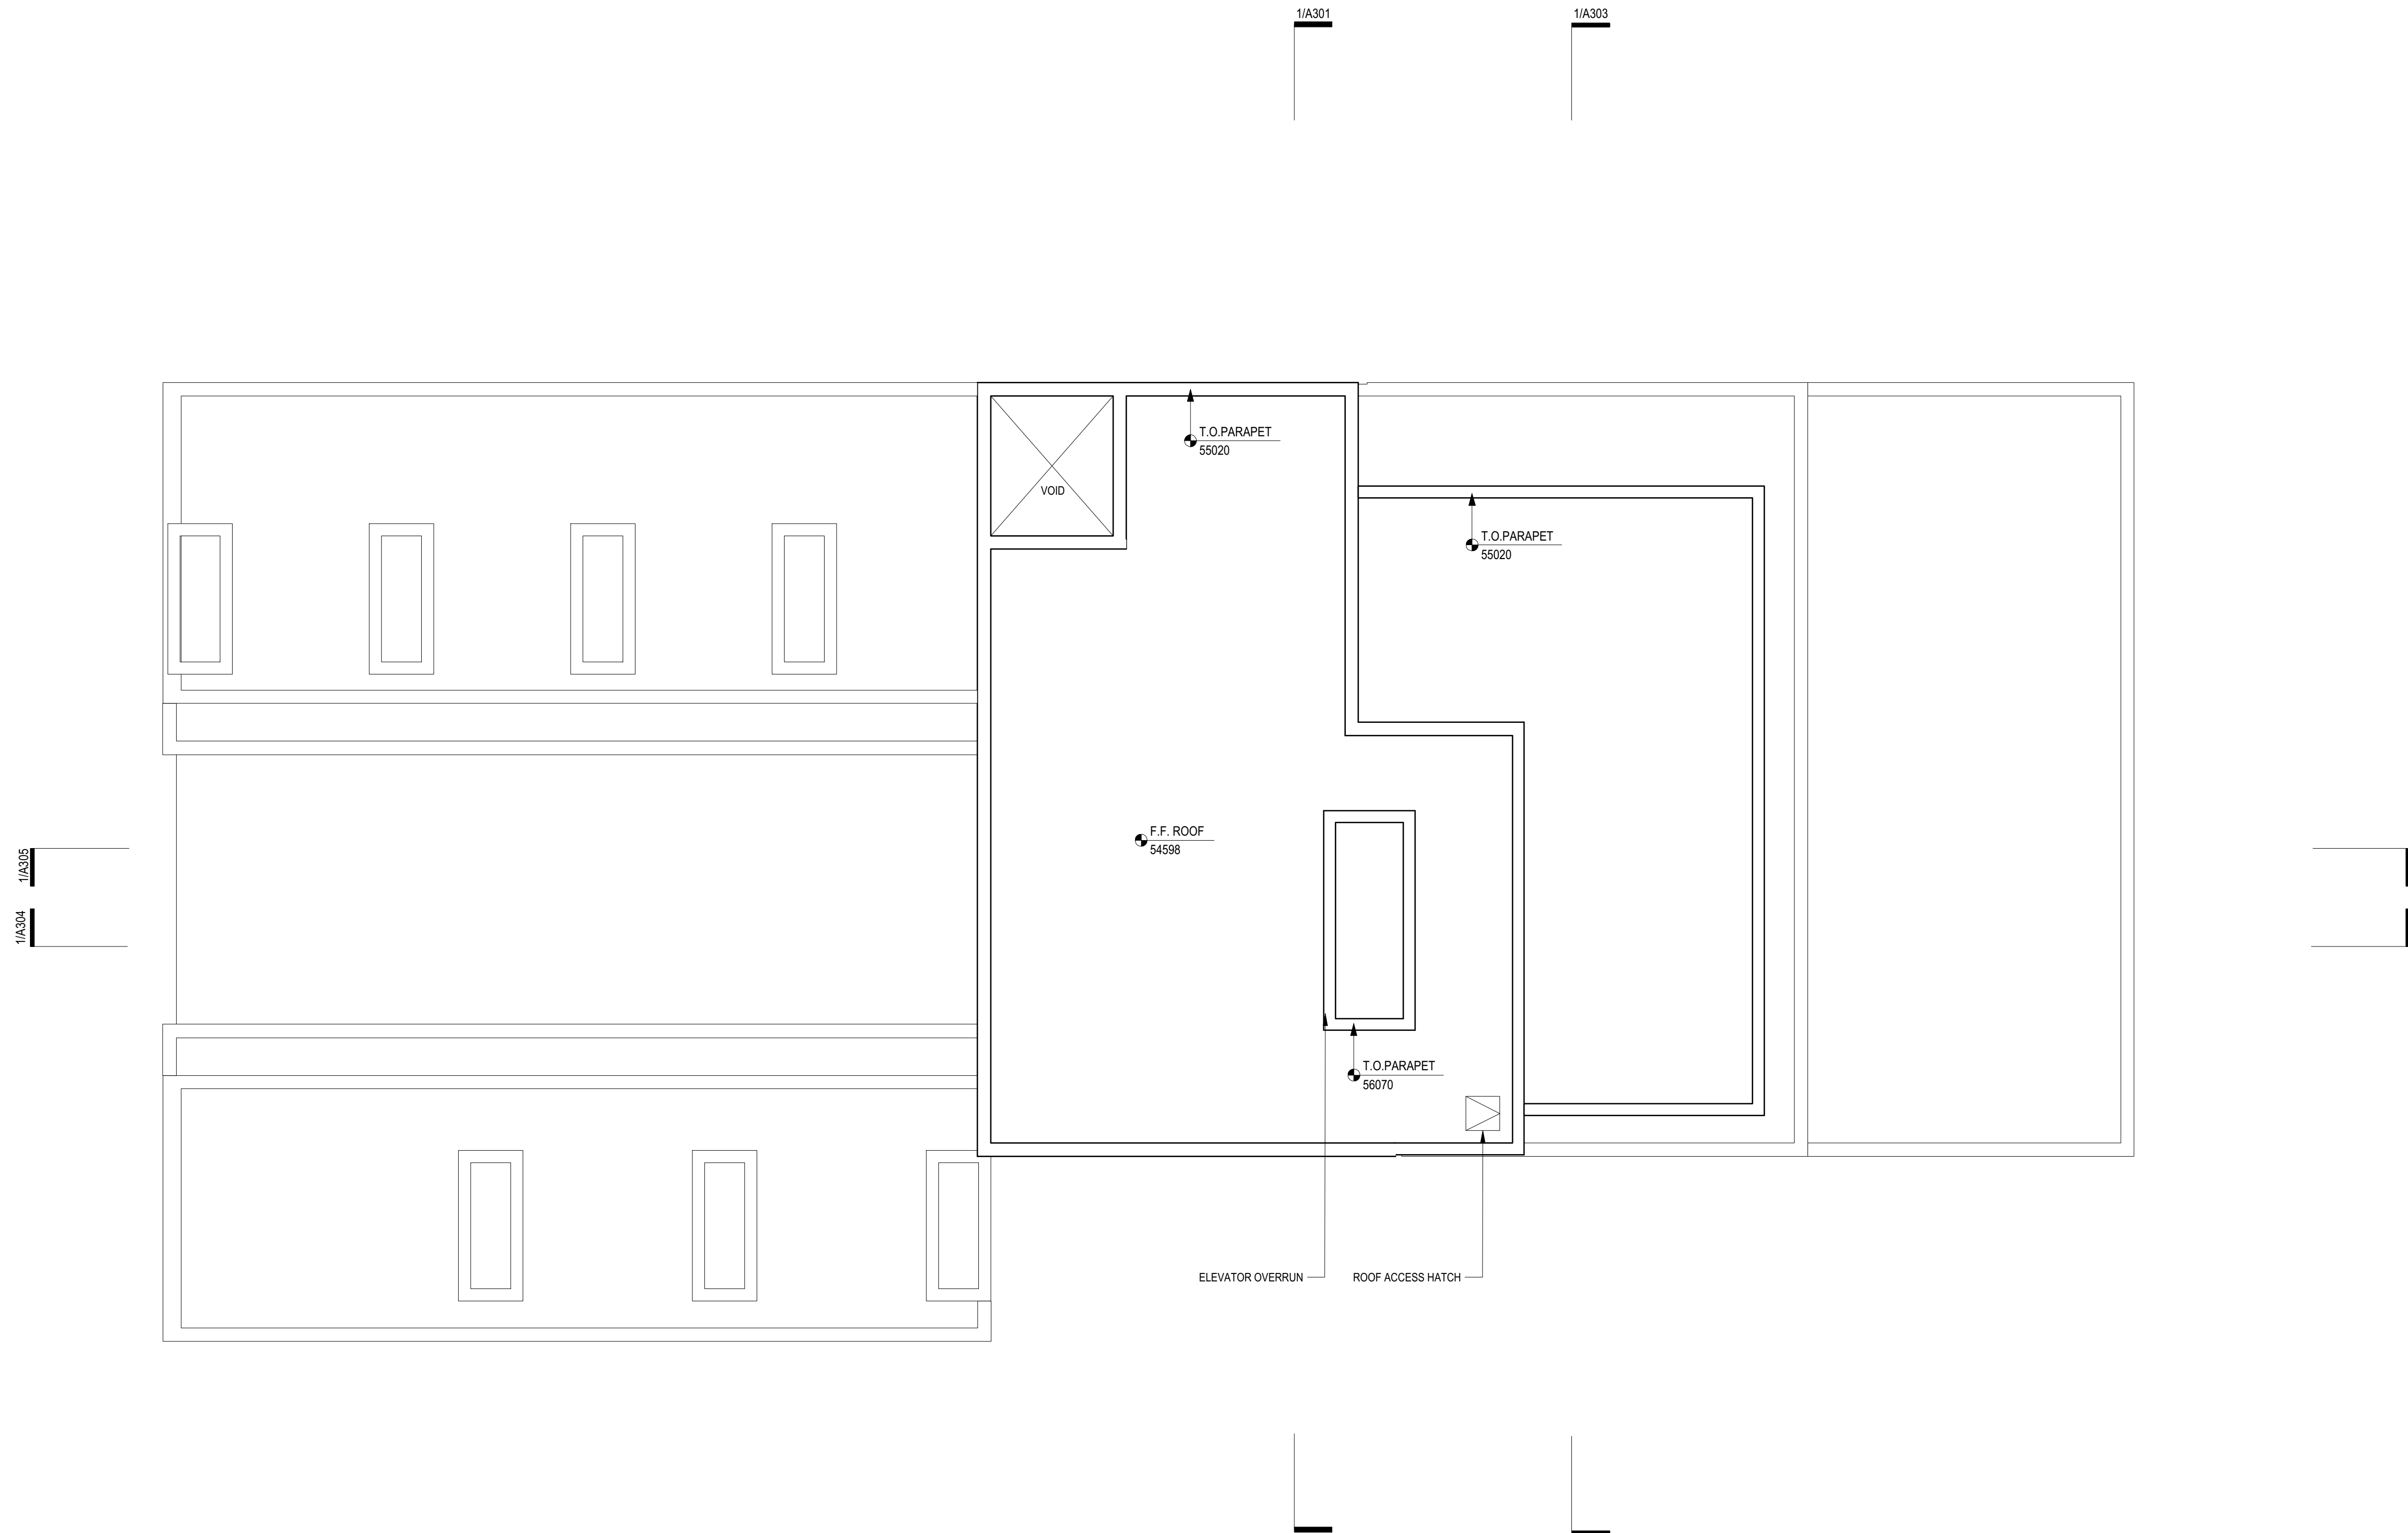 1/A301
1/A303
T.O.PARAPET
55020
VOID
T.O.PARAPET
55020
F.F. ROOF
54598
1/A305
1/A304
T.O.PARAPET
56070
ELEVATOR OVERRUN
ROOF ACCESS HATCH